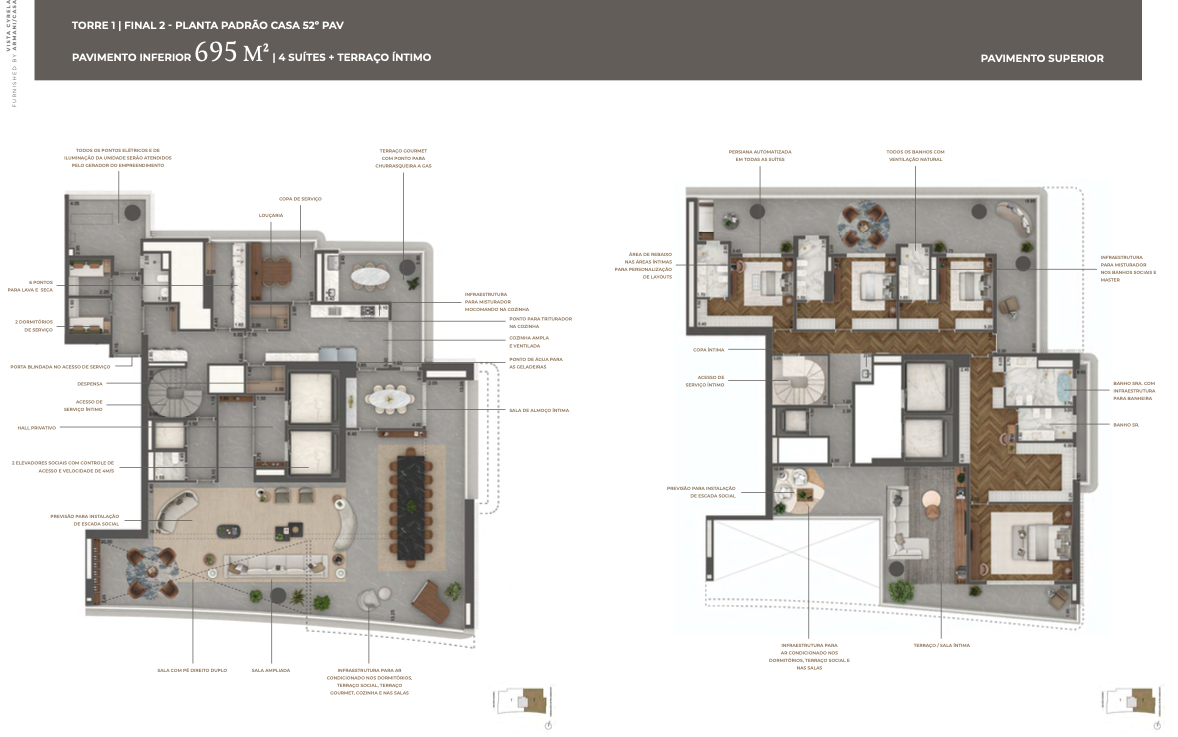 VISTA CYRELA
FURNISHED BY ARMANI/CASA
TORRE 1 | FINAL 2 - PLANTA PADRÃO CASA 52º PAV
PAVIMENTO INFERIOR 695 M² | 4 SUÍTES + TERRAÇO ÍNTIMO
PAVIMENTO SUPERIOR
TODOS OS PONTOS ELÉTRICOS E DE
ILUMINAÇÃO DA UNIDADE SERÃO ATENDIDOS
PELO GERADOR DO EMPREENDIMENTO
TERRAÇO GOURMET
COM PONTO PARA
CHURRASQUEIRA A GAS
COPA DE SERVIÇO
LOUÇARIA
6 PONTOS
PARA LAVA E SECA
2 DORMITÓRIOS
DE SERVIÇO
PORTA BLINDADA NO ACESSO DE SERVIÇO
DESPENSA
ACESSO DE
SERVIÇO ÍNTIMO
HALL PRIVATIVO
2 ELEVADORES SOCIAIS COM CONTROLE DE
ACESSO E VELOCIDADE DE 4M/S
PREVISÃO PARA INSTALAÇÃO
DE ESCADA SOCIAL
INFRAESTRUTURA
PARA MISTURADOR
MOCOMANDO NA COZINHA
PONTO PARA TRITURADOR
NA COZINHA
COZINHA AMPLA
E VENTILADA
PONTO DE ÁGUA PARA
AS GELADEIRAS
SALA DE ALMOÇO ÍNTIMA
SALA COM PÉ DIREITO DUPLO
SALA AMPLIADA
INFRAESTRUTURA PARA AR
CONDICIONADO NOS DORMITÓRIOS,
TERRAÇO SOCIAL, TERRAÇO
GOURMET, COZINHA E NAS SALAS
PERSIANA AUTOMATIZADA
EM TODAS AS SUÍTES
TODOS OS BANHOS COM
VENTILAÇÃO NATURAL
ÁREA DE REBAIXO
NAS ÁREAS ÍNTIMAS
PARA PERSONALIZAÇÃO
DE LAYOUTS
INFRAESTRUTURA
PARA MISTURADOR
NOS BANHOS SOCIAIS E
MASTER
COPA ÍNTIMA
ACESSO DE
SERVIÇO ÍNTIMO
BANHO SRA. COM
INFRAESTRUTURA
PARA BANHEIRA
BANHO SR.
PREVISÃO PARA INSTALAÇÃO
DE ESCADA SOCIAL
INFRAESTRUTURA PARA
AR CONDICIONADO NOS
DORMITÓRIOS, TERRAÇO SOCIAL E
NAS SALAS
TERRAÇO / SALA ÍNTIMA